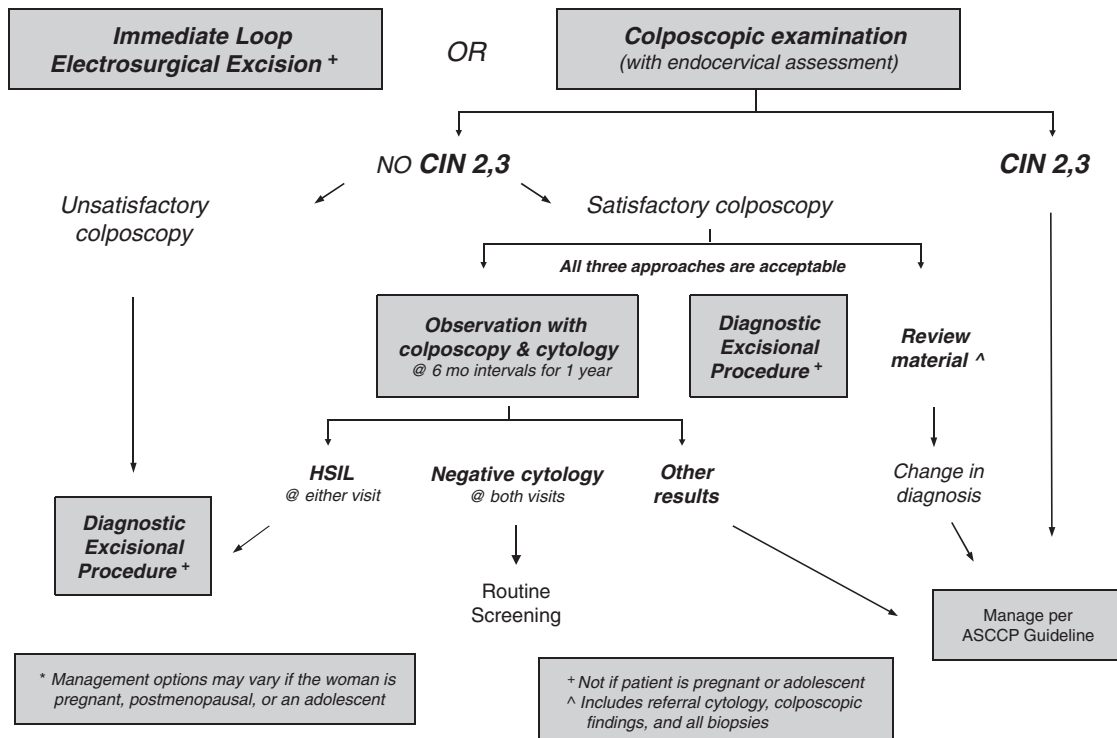 Immediate Loop
Electrosurgical Excision +
OR
Colposcopic examination
(with endocervical assessment)
NO CIN 2,3
CIN 2,3
Unsatisfactory
colposcopy
Satisfactory colposcopy
All three approaches are acceptable
Observation with
colposcopy & cytology
@ 6 mo intervals for 1 year
Diagnostic
Excisional
Procedure +
Review
material ^
HSIL
@ either visit
Negative cytology
@ both visits
Other
results
Change in
diagnosis
Diagnostic
Excisional
Procedure +
Routine
Screening
Manage per
ASCCP Guideline
* Management options may vary if the woman is
pregnant, postmenopausal, or an adolescent
+ Not if patient is pregnant or adolescent
^ Includes referral cytology, colposcopic
findings, and all biopsies